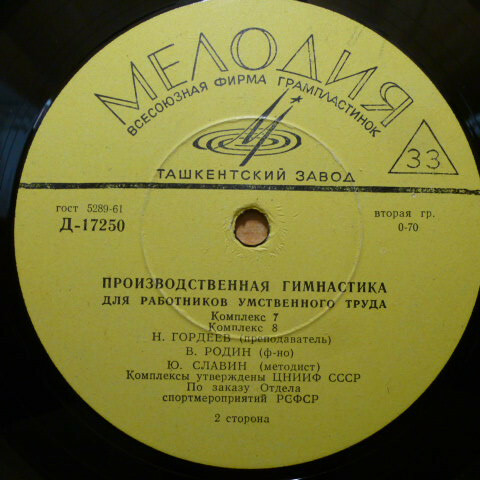 МЕЛОДИЯ
ВСЕСОЮЗНАЯ ФИРМА ГРАМПЛАСТИНОК
33
ТАШКЕНТСКИЙ ЗАВОД
гост 5289-61
Д-17250
вторая гр.
0-70
ПРОИЗВОДСТВЕННАЯ ГИМНАСТИКА
ДЛЯ РАБОТНИКОВ УМСТВЕННОГО ТРУДА
Комплекс 7
Комплекс 8
Н. ГОРДЕЕВ (преподаватель)
В. РОДИН (ф-но)
Ю. СЛАВИН (методист)
Комплексы утверждены ЦНИИФ СССР
По заказу Отдела
спортмероприятий РСФСР
2 сторона